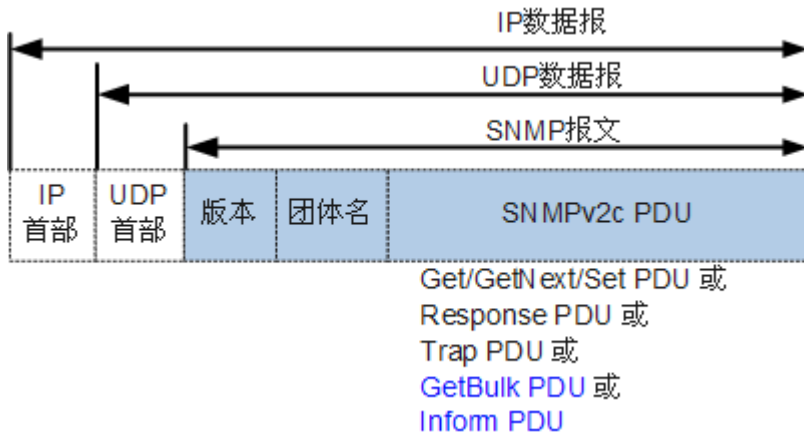 IP数据报
UDP数据报
SNMP报文
IP
首部
UDP
首部
版本
团体名
SNMPv2c PDU
Get/GetNext/Set PDU 或
Response PDU 或
Trap PDU 或
GetBulk PDU 或
Inform PDU